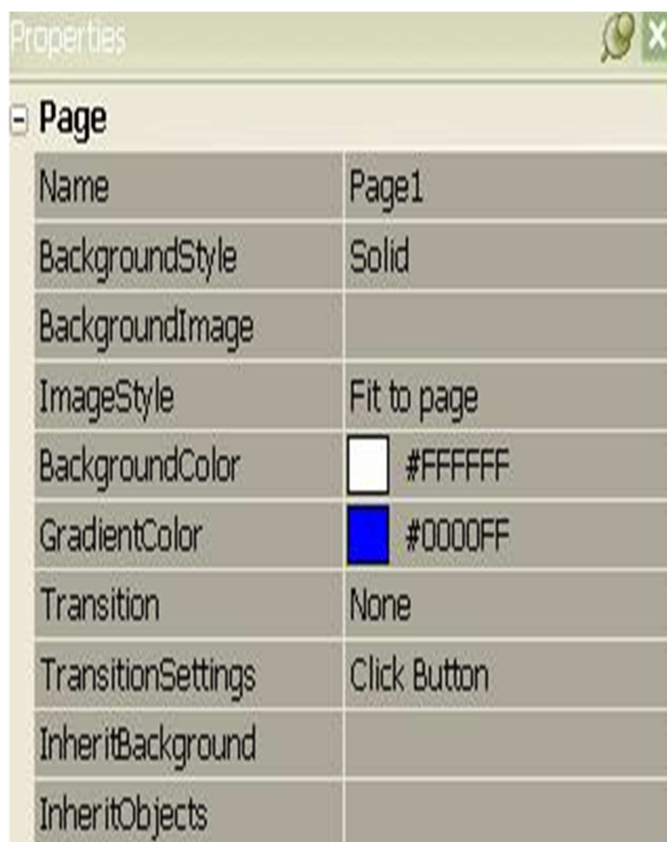 Properties
Page
Name Page1
BackgroundStyle Solid
BackgroundImage
ImageStyle Fit to page
BackgroundColor #FFFFFF
GradientColor #0000FF
Transition None
TransitionSettings Click Button
InheritBackground
InheritObjects